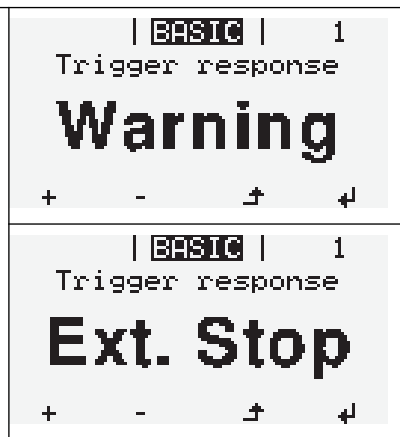 | BASIC | 1
Trigger response
Warning
+ -
| BASIC | 1
Trigger response
Ext. Stop
+ -